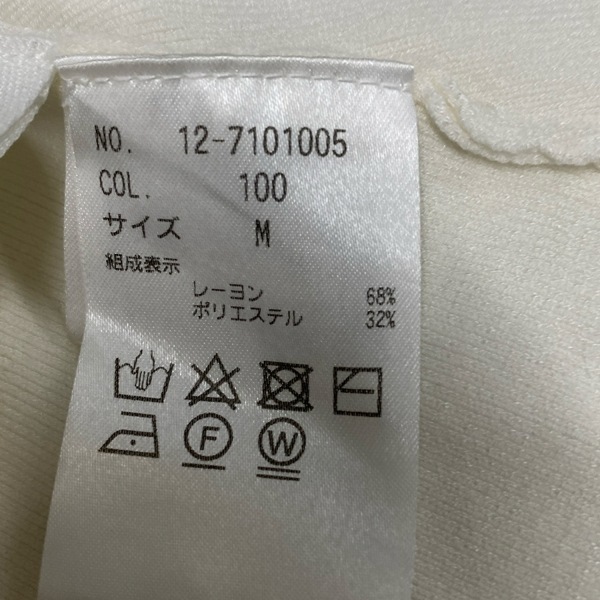 NO. 12-7101005
COL. 100
サイズ M
組成表示
レーヨン 68%
ポリエステル 32%
F W